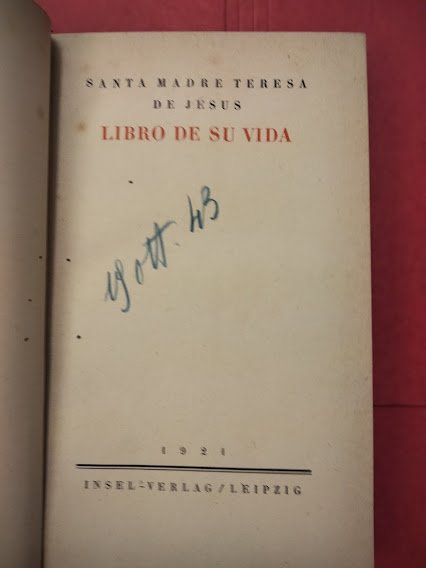 SANTA MADRE TERESA
DE JESUS
LIBRO DE SU VIDA
19 ott. 43
1921
INSEL-VERLAG/LEIPZIG